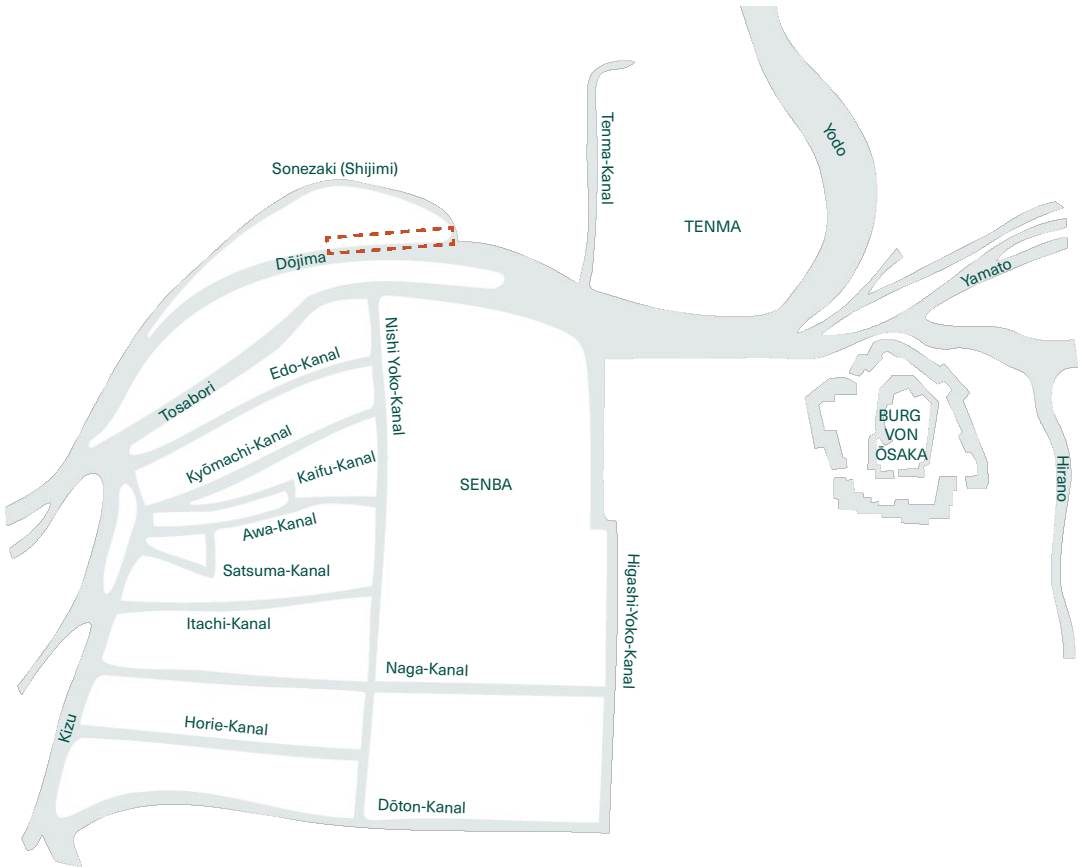 Tenma-Kanal
Yodo
Sonezaki (Shijimi)
TENMA
Dōjima
Yamato
Nishi Yoko-Kanal
Edo-Kanal
Tosabori
BURG
VON
ŌSAKA
Kyōmachi-Kanal
Kaifu-Kanal
Hirano
SENBA
Awa-Kanal
Satsuma-Kanal
Higashi-Yoko-Kanal
Itachi-Kanal
Naga-Kanal
Kizu
Horie-Kanal
Dōton-Kanal